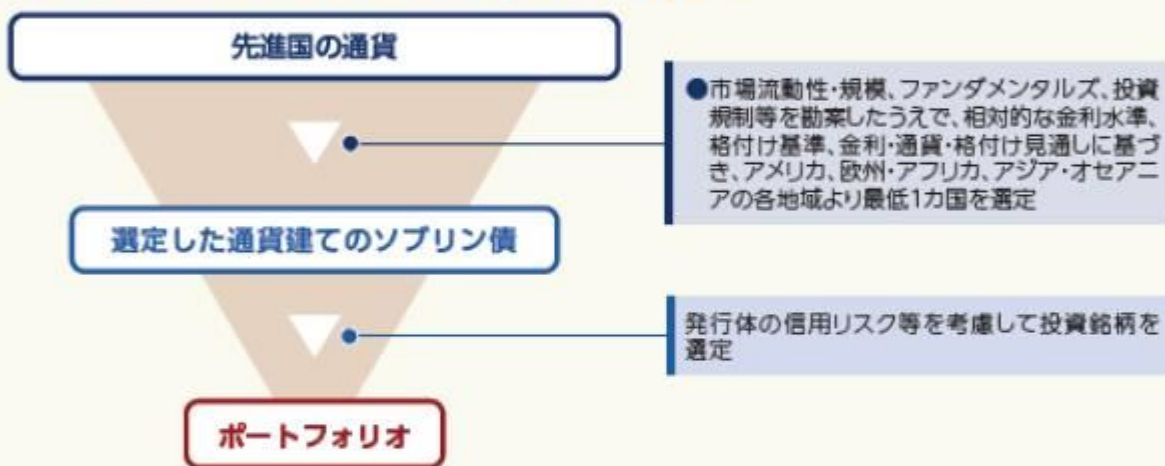 先進国の通貨
●市場流動性・規模、ファンダメンタルズ、投資
規制等を勘案したうえで、相対的な金利水準、
格付け基準、金利・通貨・格付け見通しに基づ
き、アメリカ、欧州・アフリカ、アジア・オセアニ
アの各地域より最低1カ国を選定
選定した通貨建てのソブリン債
発行体の信用リスク等を考慮して投資銘柄を
選定
ポートフォリオ